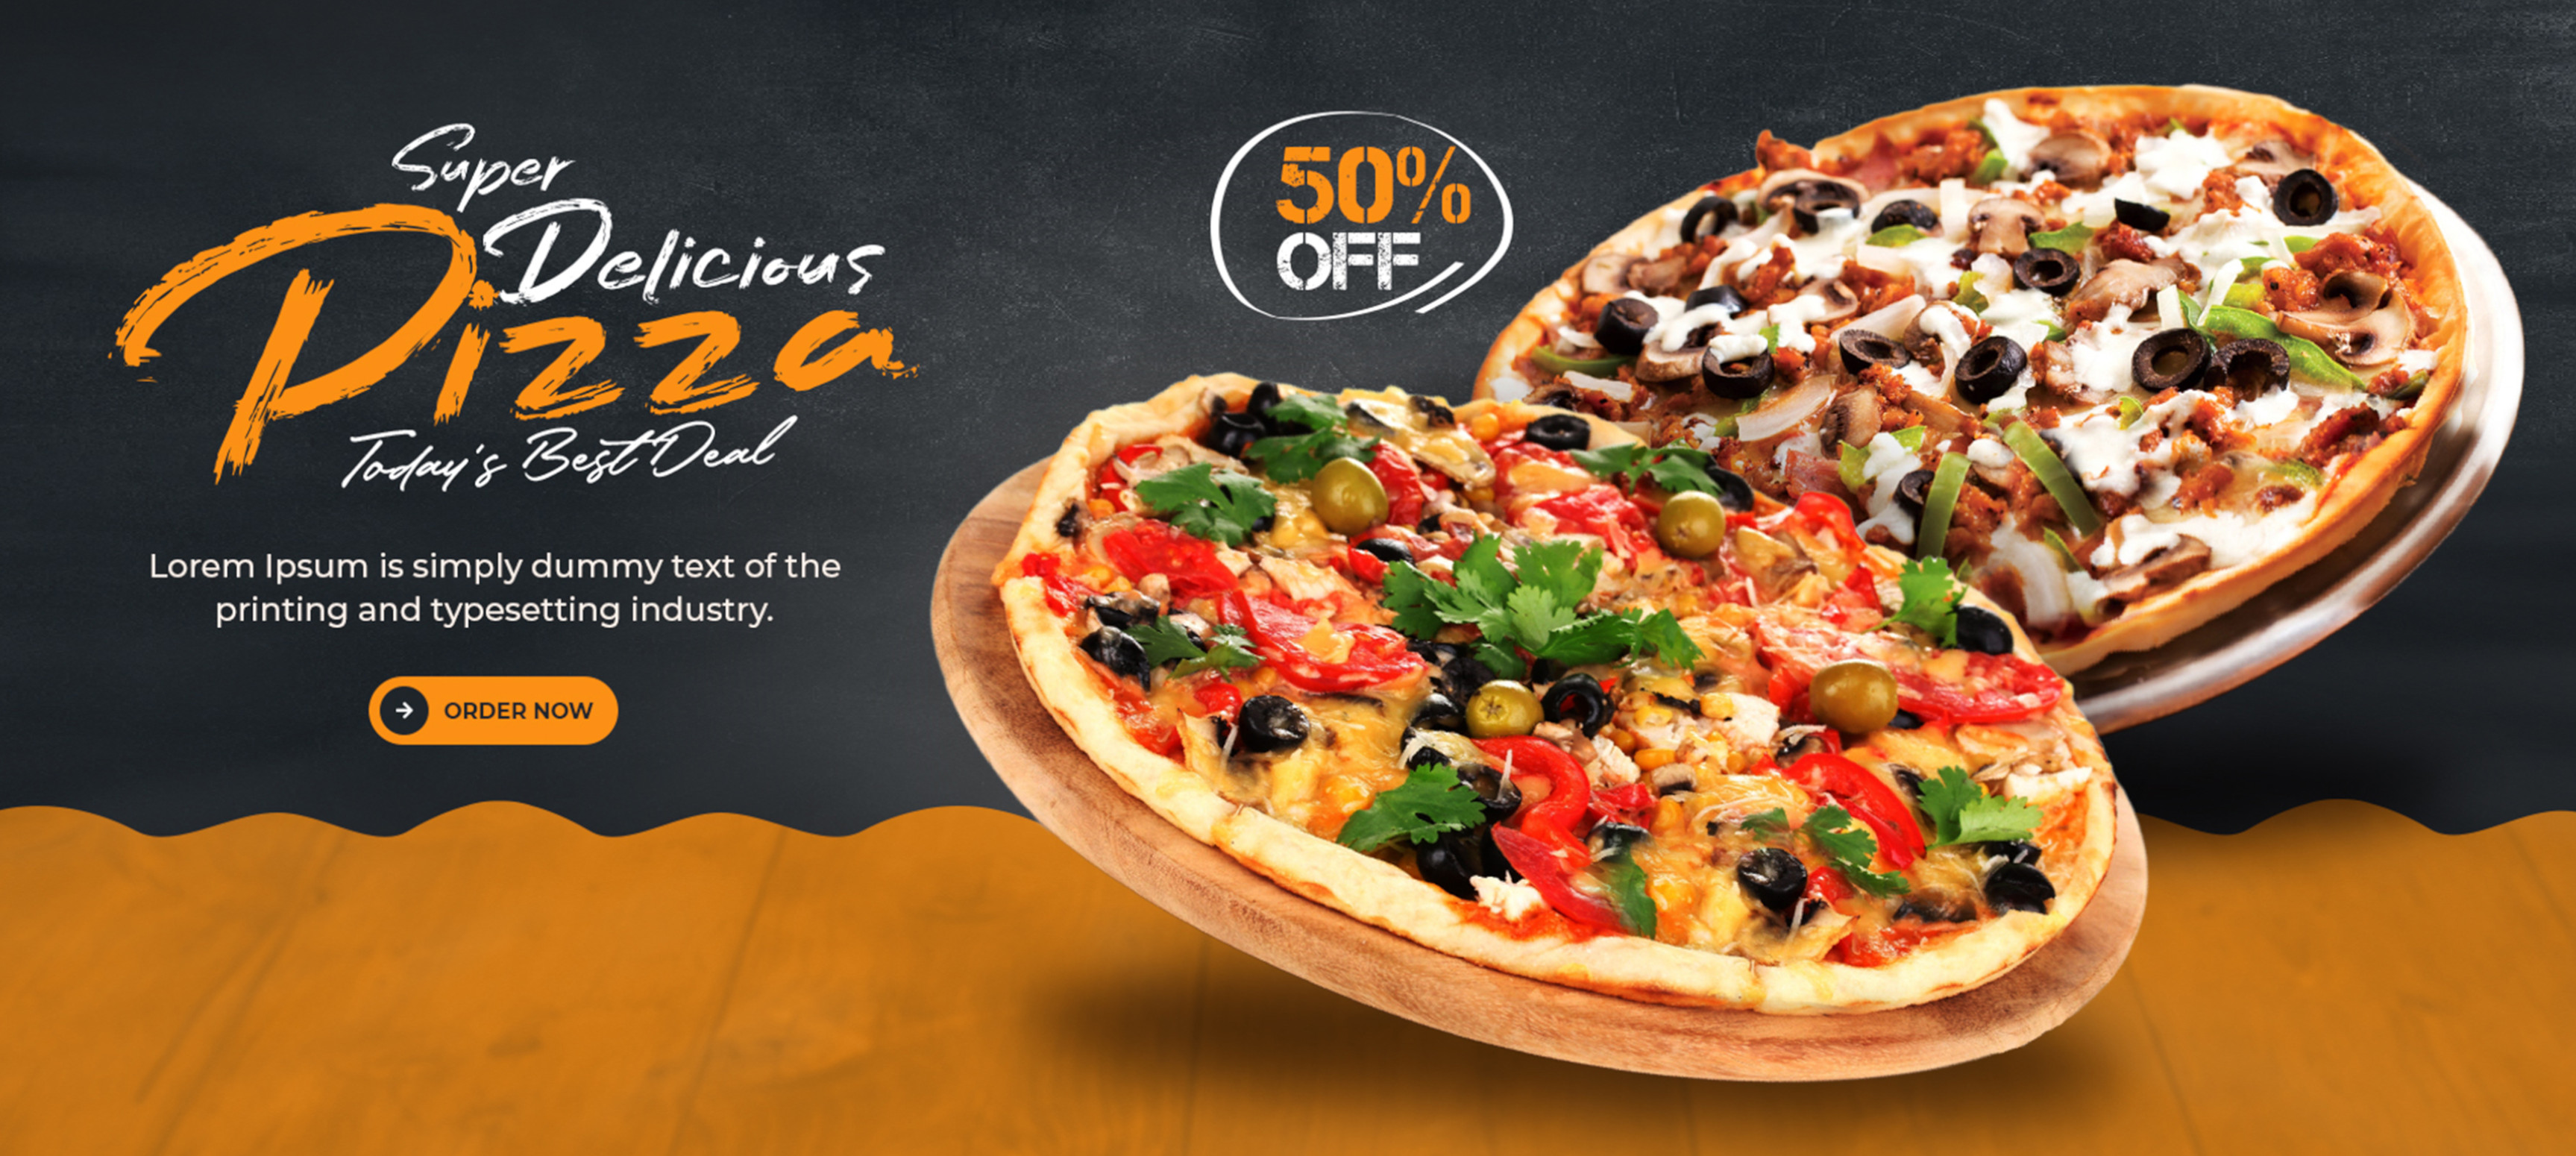 Super
Delicious
Pizza
Today's Best Deal
Lorem Ipsum is simply dummy text of the
printing and typesetting industry.
ORDER NOW
50%
OFF